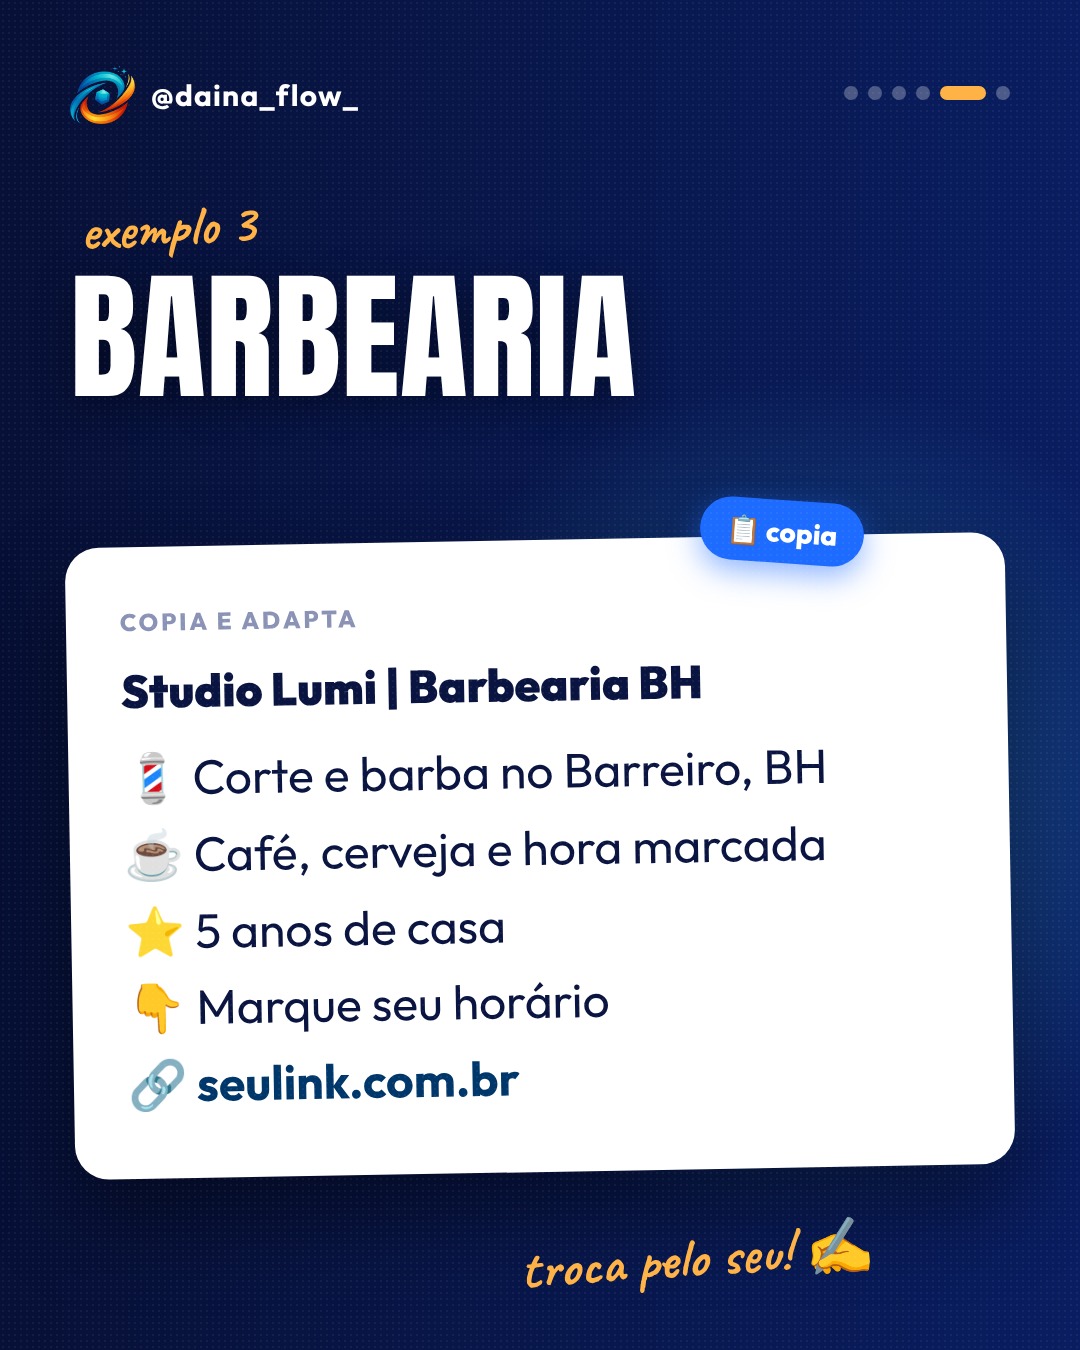 @daina_flow_
exemplo 3
BARBEARIA
📋 copia
COPIA E ADAPTA
Studio Lumi | Barbearia BH
💈 Corte e barba no Barreiro, BH
☕ Café, cerveja e hora marcada
⭐ 5 anos de casa
👇 Marque seu horário
🔗 seulink.com.br
troca pelo seu! ✍️